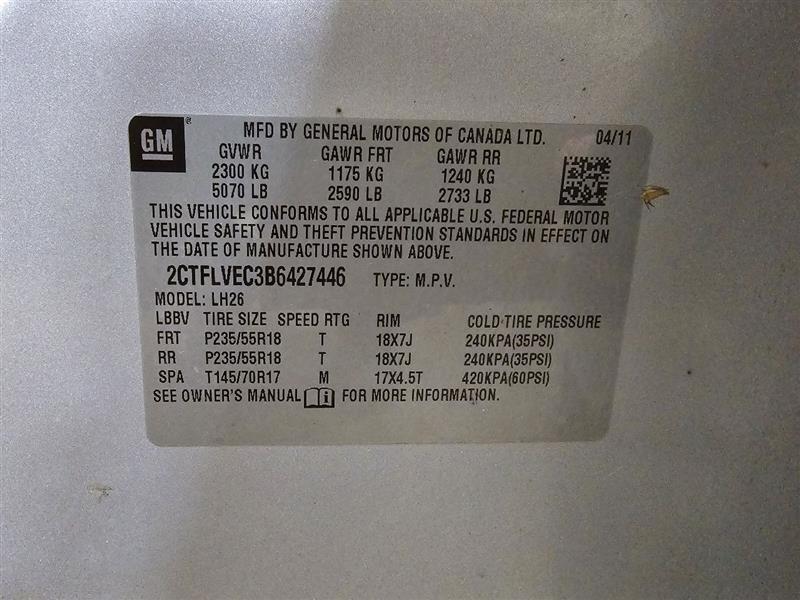 GM ® MFD BY GENERAL MOTORS OF CANADA LTD. 04/11
GVWR GAWR FRT GAWR RR
2300 KG 1175 KG 1240 KG
5070 LB 2590 LB 2733 LB
THIS VEHICLE CONFORMS TO ALL APPLICABLE U.S. FEDERAL MOTOR
VEHICLE SAFETY AND THEFT PREVENTION STANDARDS IN EFFECT ON
THE DATE OF MANUFACTURE SHOWN ABOVE.
2CTFLVEC3B6427446 TYPE: M.P.V.
MODEL: LH26
LBBV TIRE SIZE SPEED RTG RIM COLD TIRE PRESSURE
FRT P235/55R18 T 18X7J 240KPA(35PSI)
RR P235/55R18 T 18X7J 240KPA(35PSI)
SPA T145/70R17 M 17X4.5T 420KPA(60PSI)
SEE OWNER'S MANUAL i FOR MORE INFORMATION.